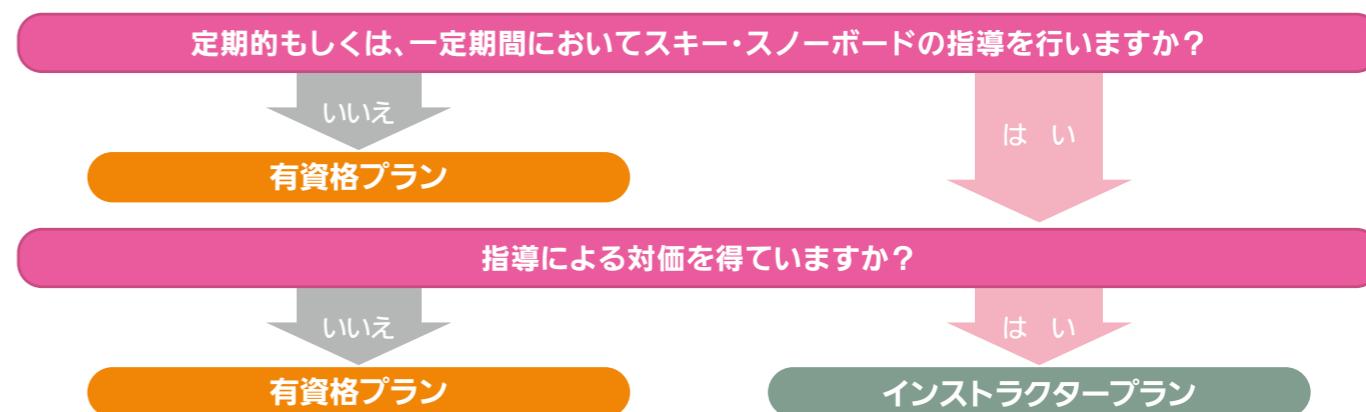 定期的もしくは、一定期間においてスキー・スノーボードの指導を行いますか？
いいえ
はい
有資格プラン
指導による対価を得ていますか？
いいえ
はい
有資格プラン
インストラクタープラン